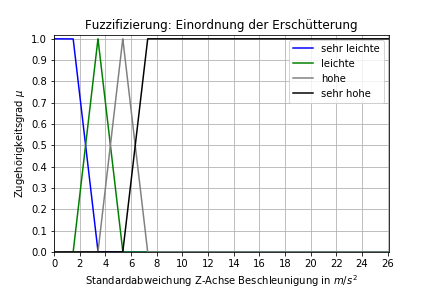 Fuzzifizierung: Einordnung der Erschütterung
1.0
0.9
0.8
0.7
0.6
0.5
0.4
0.3
0.2
0.1
0.0
Zugehörigkeitsgrad μ
sehr leichte
leichte
hohe
sehr hohe
0 2 4 6 8 10 12 14 16 18 20 22 24 26
Standardabweichung Z-Achse Beschleunigung in m/s²